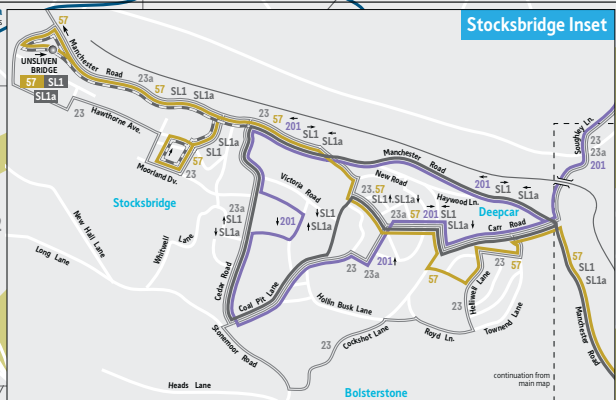 Stocksbridge Inset
57
UNSLIVEN
BRIDGE
57 SL1
SL1a
Manchester Road
23a
57
SL1
SL1a
23
Hawthorne Ave.
Moorland Dv.
23
57
SL1
SL1a
23 57
201
SL1
SL1a
Manchester Road
201
SL1
SL1a
Soughley Ln.
23
23a
201
Stocksbridge
Victoria Road
New Road
Haywood Ln.
Deepcar
23.57
SL1 SL1a
23a 57 201
SL1
SL1a
Carr Road
23a
SL1
SL1a
201
SL1
SL1a
New Hall Lane
Long Lane
Whitwell Lane
Cedar Road
Coal Pit Lane
23
23a
201
57
23
57
57
SL1
SL1a
Manchester Road
Hollin Busk Lane
Helliwell Lane
23
Townend Lane
Royd Ln.
Cockshot Lane
23
Stonemoor Road
Heads Lane
Bolsterstone
continuation from
main map